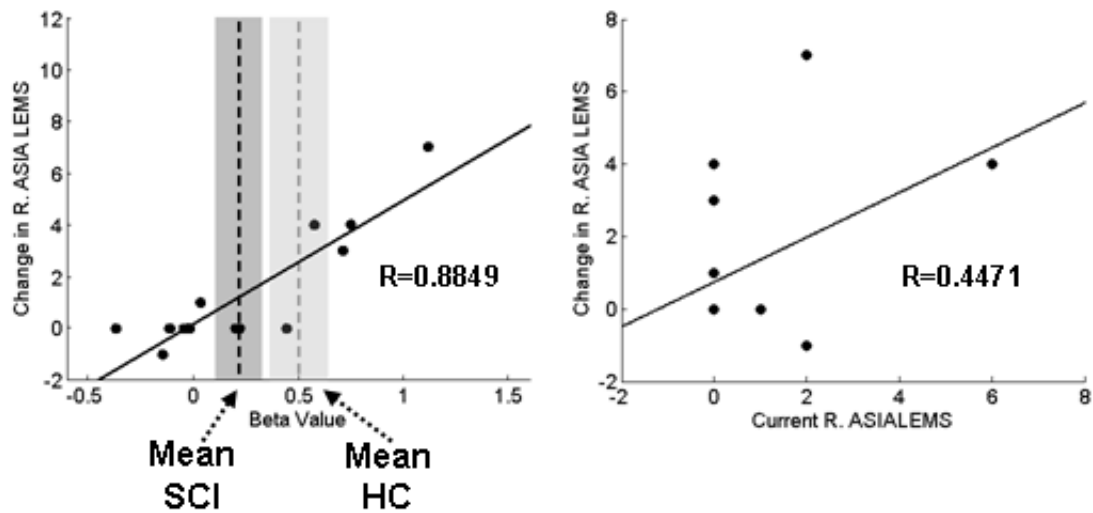 Change in R. ASIA LEMS
12
10
8
6
4
2
0
-2
-0.5
0
0.5
1
1.5
Beta Value
R=0.8849
Mean
SCI
Mean
HC
Change in R. ASIA LEMS
8
6
4
2
0
-2
-2
0
2
4
6
8
Current R. ASIALEMS
R=0.4471